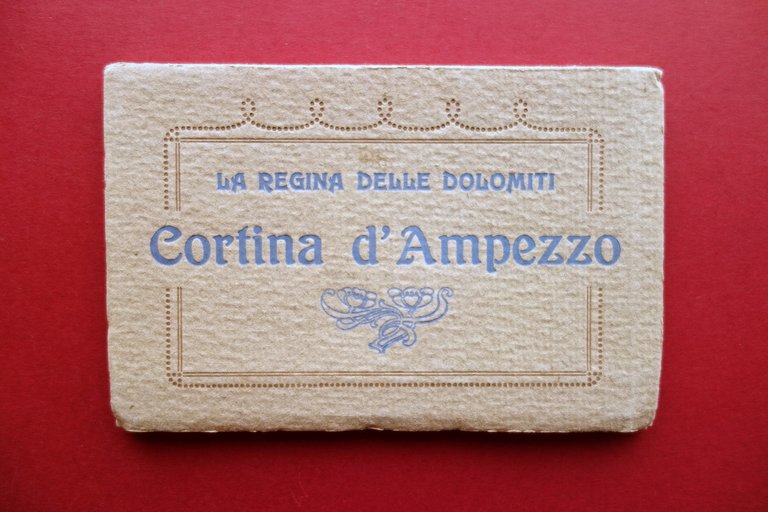 LA REGINA DELLE DOLOMITI
Cortina d'Ampezzo